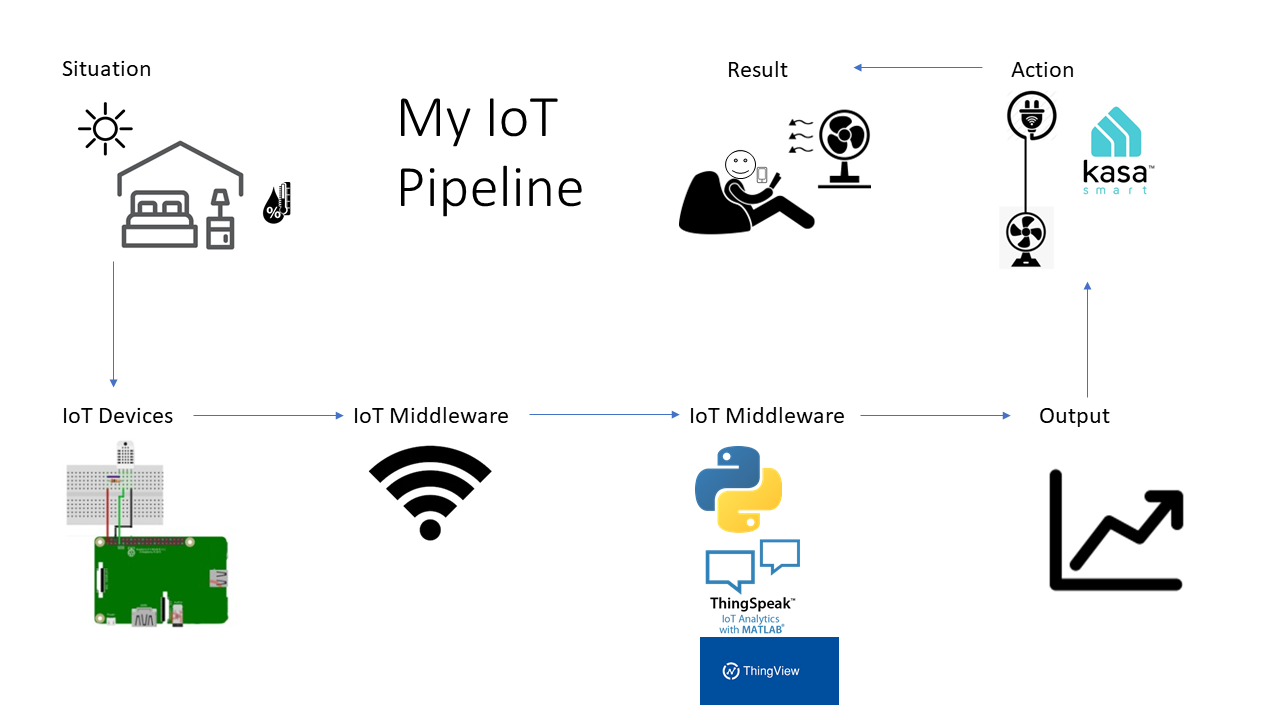 Situation
My IoT
Pipeline
Result
Action
%
kasa™
smart
IoT Devices
IoT Middleware
IoT Middleware
Output
ThingSpeak™
IoT Analytics
with MATLAB®
ThingView